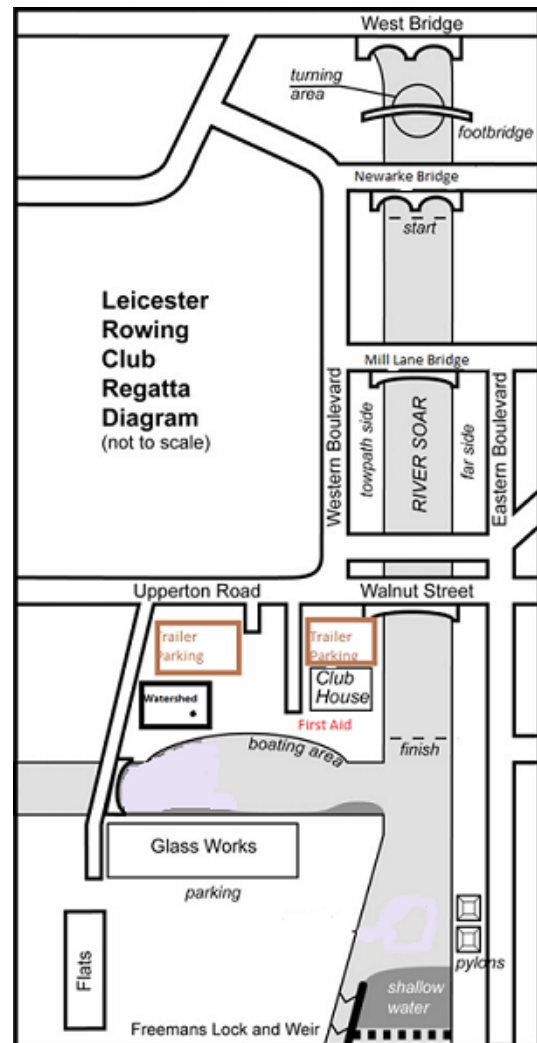 West Bridge
turning
area
footbridge
Newarke Bridge
start
Leicester
Rowing
Club
Regatta
Diagram
(not to scale)
Mill Lane Bridge
Western Boulevard
towpath side
RIVER SOAR
far side
Eastern Boulevard
Upperton Road
Walnut Street
Trailer
Parking
Trailer
Parking
Club
House
Watershed
First Aid
boating area
finish
Glass Works
parking
Flats
pylons
shallow
water
Freemans Lock and Weir